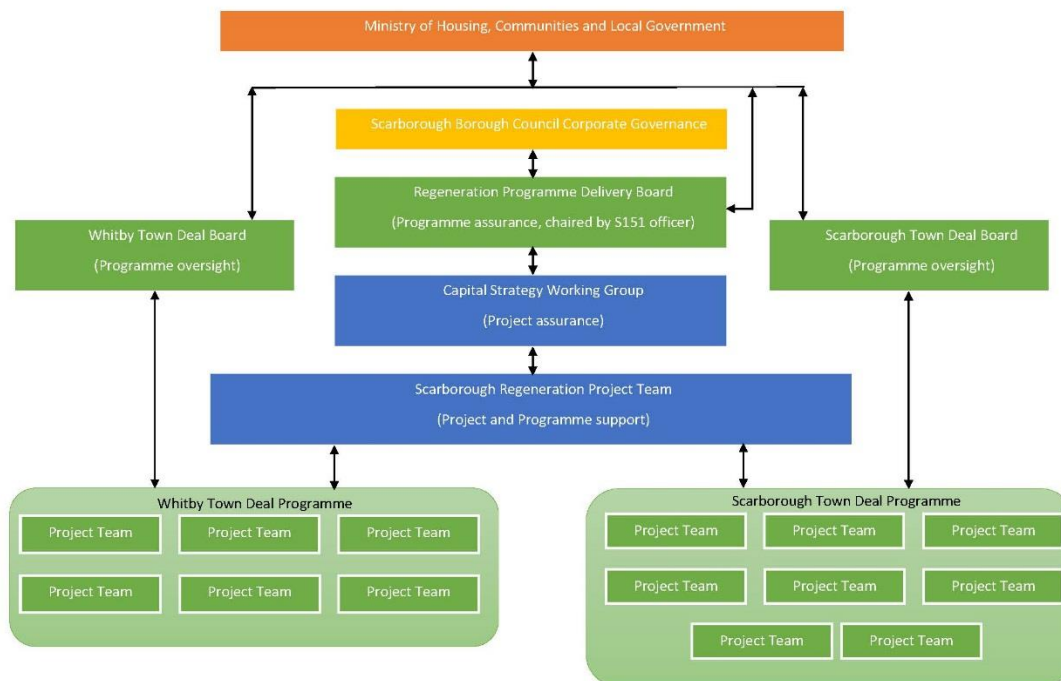 Ministry of Housing, Communities and Local Government
Scarborough Borough Council Corporate Governance
Regeneration Programme Delivery Board
(Programme assurance, chaired by S151 officer)
Whitby Town Deal Board
(Programme oversight)
Scarborough Town Deal Board
(Programme oversight)
Capital Strategy Working Group
(Project assurance)
Scarborough Regeneration Project Team
(Project and Programme support)
Whitby Town Deal Programme
Project Team
Project Team
Project Team
Project Team
Project Team
Project Team
Scarborough Town Deal Programme
Project Team
Project Team
Project Team
Project Team
Project Team
Project Team
Project Team
Project Team